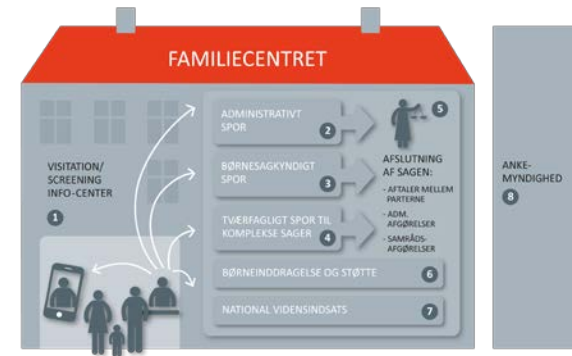 FAMILIECENTRET
VISITATION/
SCREENING
INFO-CENTER
1
ADMINISTRATIVT
SPOR
2
BØRNESAGKYNDIGT
SPOR
3
TVÆRFAGLIGT SPOR TIL
KOMPLEKSE SAGER
4
5
AFSLUTNING
AF SAGEN:
- AFTALER MELLEM
PARTERNE
- ADM.
AFGØRELSER
- SAMRÅDS-
AFGØRELSER
BØRNEINDDRAGELSE OG STØTTE
6
NATIONAL VIDENSINDSATS
7
ANKE-
MYNDIGHED
8